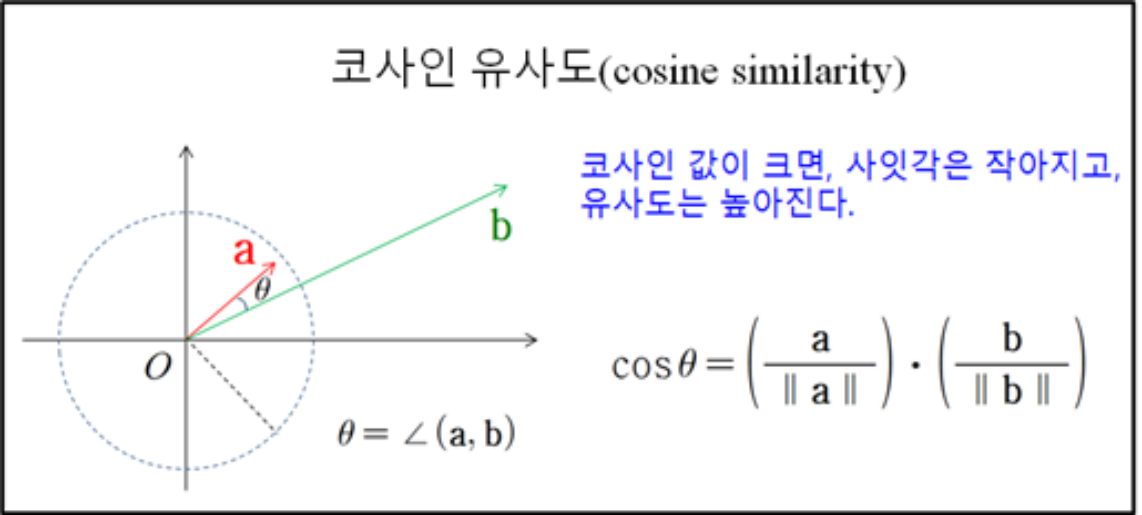 코사인 유사도(cosine similarity)
코사인 값이 크면, 사잇각은 작아지고,
유사도는 높아진다.
a
b
θ
O
θ = ∠(a, b)
cosθ = (a / ‖a‖) · (b / ‖b‖)